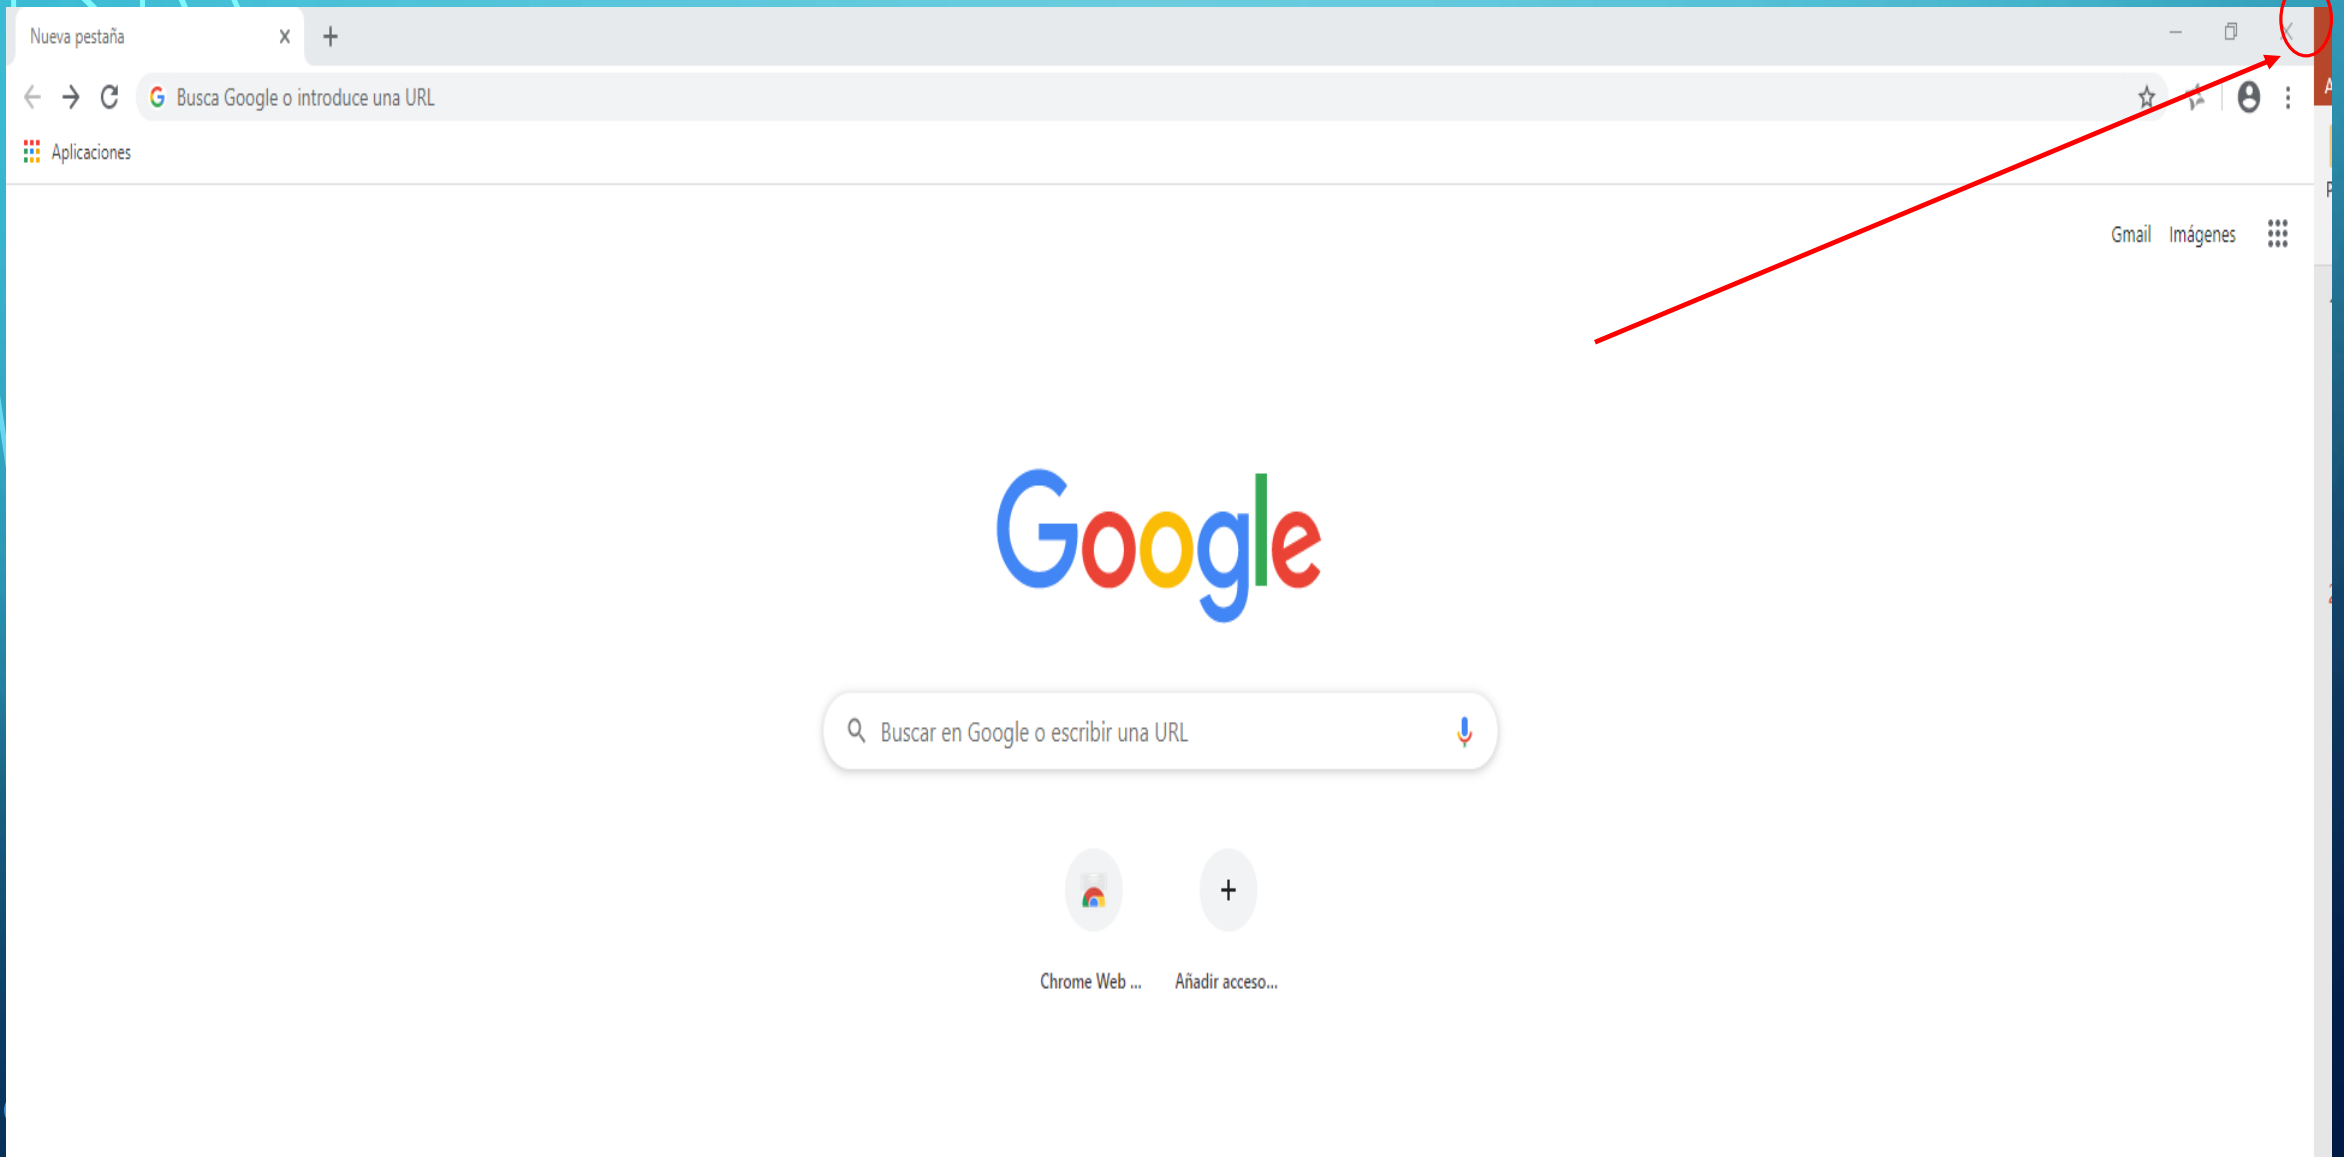 Nueva pestaña
Busca Google o introduce una URL
Aplicaciones
Gmail Imágenes
Google
Buscar en Google o escribir una URL
Chrome Web ...
Añadir acceso...